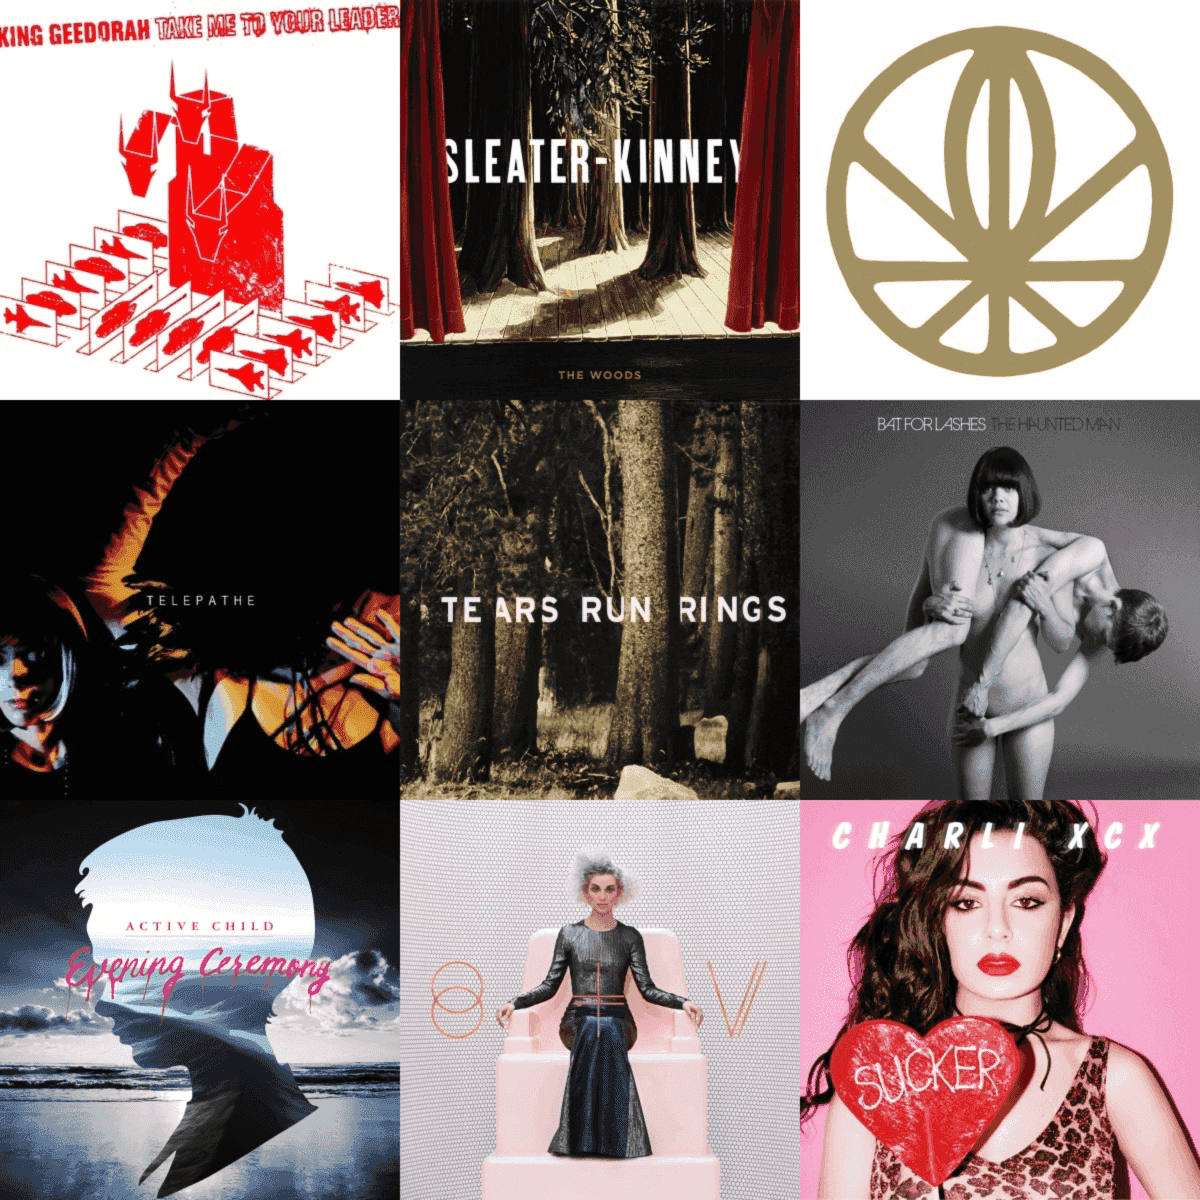 KING GEEDORAH TAKE ME TO YOUR LEADER
SLEATER-KINNEY
THE WOODS
TELEPATHE
TEARS RUN RINGS
BAT FOR LASHES THE HAUNTED MAN
ACTIVE CHILD
Evening Ceremony
CHARLI XCX
SUCKER